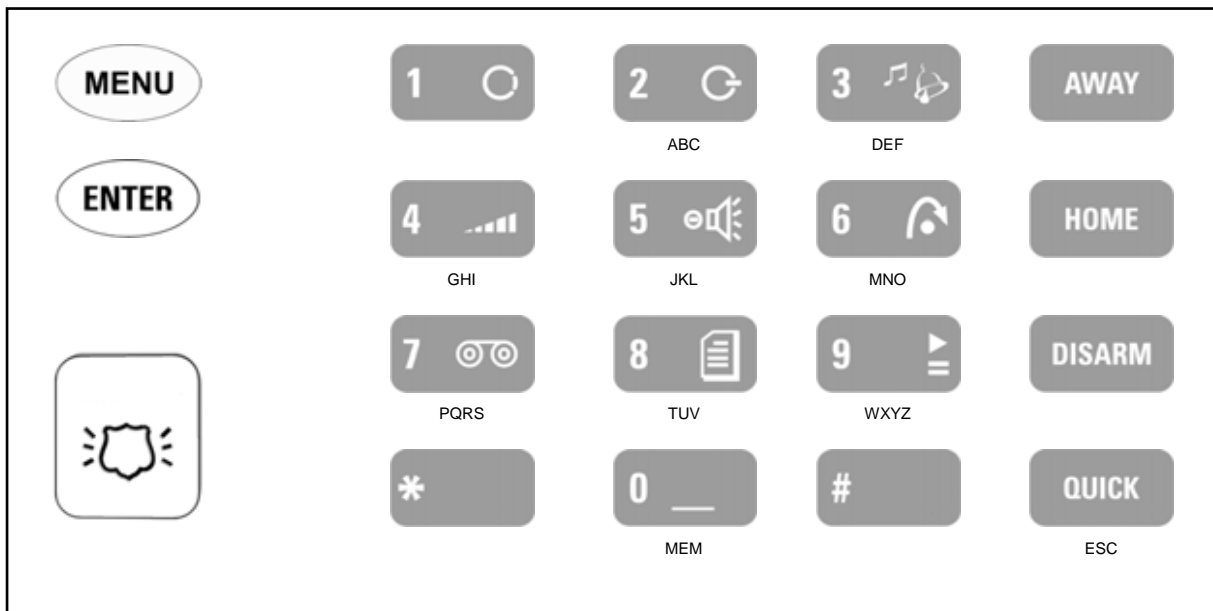 MENU
1 2 3 AWAY
ABC DEF
ENTER
4 5 6 HOME
GHI JKL MNO
7 8 9 DISARM
PQRS TUV WXYZ
* 0 __ # QUICK
MEM ESC